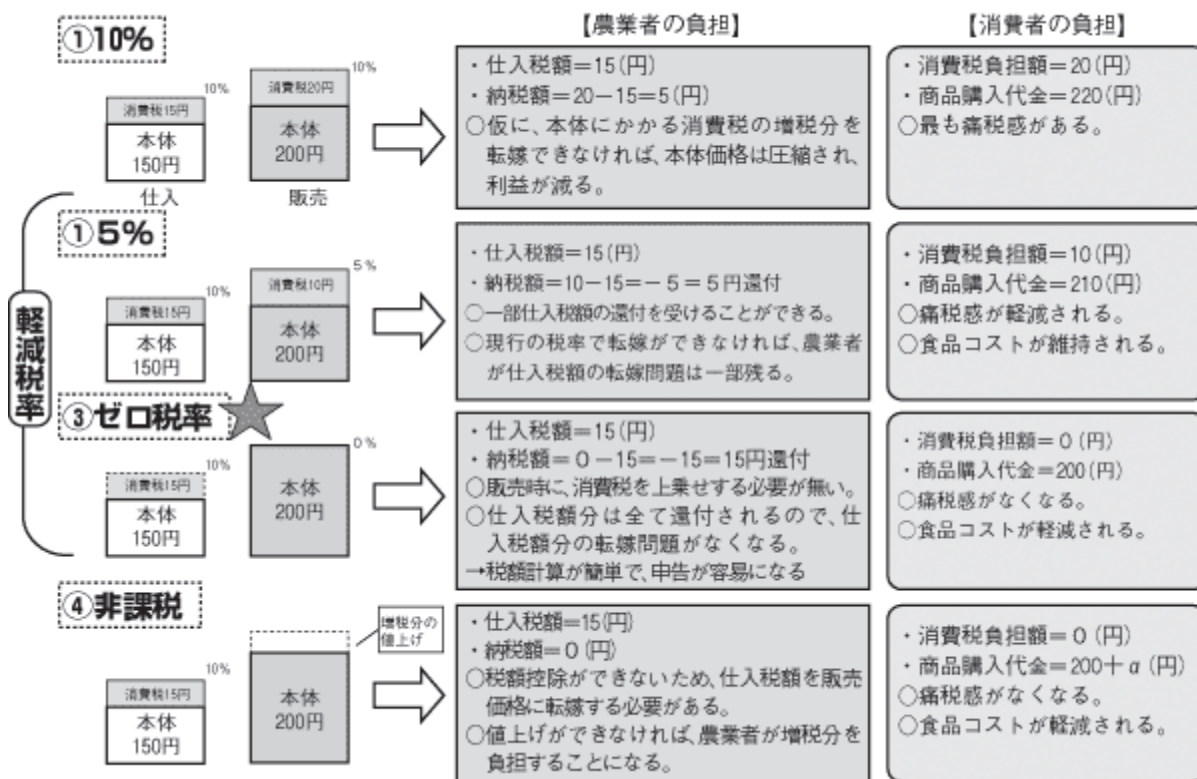 【農業者の負担】
【消費者の負担】
①10%
10%
消費税15円
本体
150円
仕入
10%
消費税20円
本体
200円
販売
・仕入税額=15(円)
・納税額=20-15=5(円)
○仮に、本体にかかる消費税の増税分を
転嫁できなければ、本体価格は圧縮され、
利益が減る。
・消費税負担額=20(円)
・商品購入代金=220(円)
○最も痛税感がある。
軽減税率
①5%
10%
消費税15円
本体
150円
5%
消費税10円
本体
200円
・仕入税額=15(円)
・納税額=10-15=-5=5円還付
○一部仕入税額の還付を受けることができる。
○現行の税率で転嫁ができなければ、農業者
が仕入税額の転嫁問題は一部残る。
・消費税負担額=10(円)
・商品購入代金=210(円)
○痛税感が軽減される。
○食品コストが維持される。
③ゼロ税率
10%
消費税15円
本体
150円
0%
本体
200円
・仕入税額=15(円)
・納税額=0-15=-15=15円還付
○販売時に、消費税を上乗せする必要が無い。
○仕入税額分は全て還付されるので、仕
入税額分の転嫁問題がなくなる。
→税額計算が簡単で、申告が容易になる
・消費税負担額=0(円)
・商品購入代金=200(円)
○痛税感がなくなる。
○食品コストが軽減される。
④非課税
10%
消費税15円
本体
150円
増税分の
値上げ
本体
200円
・仕入税額=15(円)
・納税額=0(円)
○税額控除ができないため、仕入税額を販売
価格に転嫁する必要がある。
○値上げができなければ、農業者が増税分を
負担することになる。
・消費税負担額=0(円)
・商品購入代金=200+α(円)
○痛税感がなくなる。
○食品コストが軽減される。